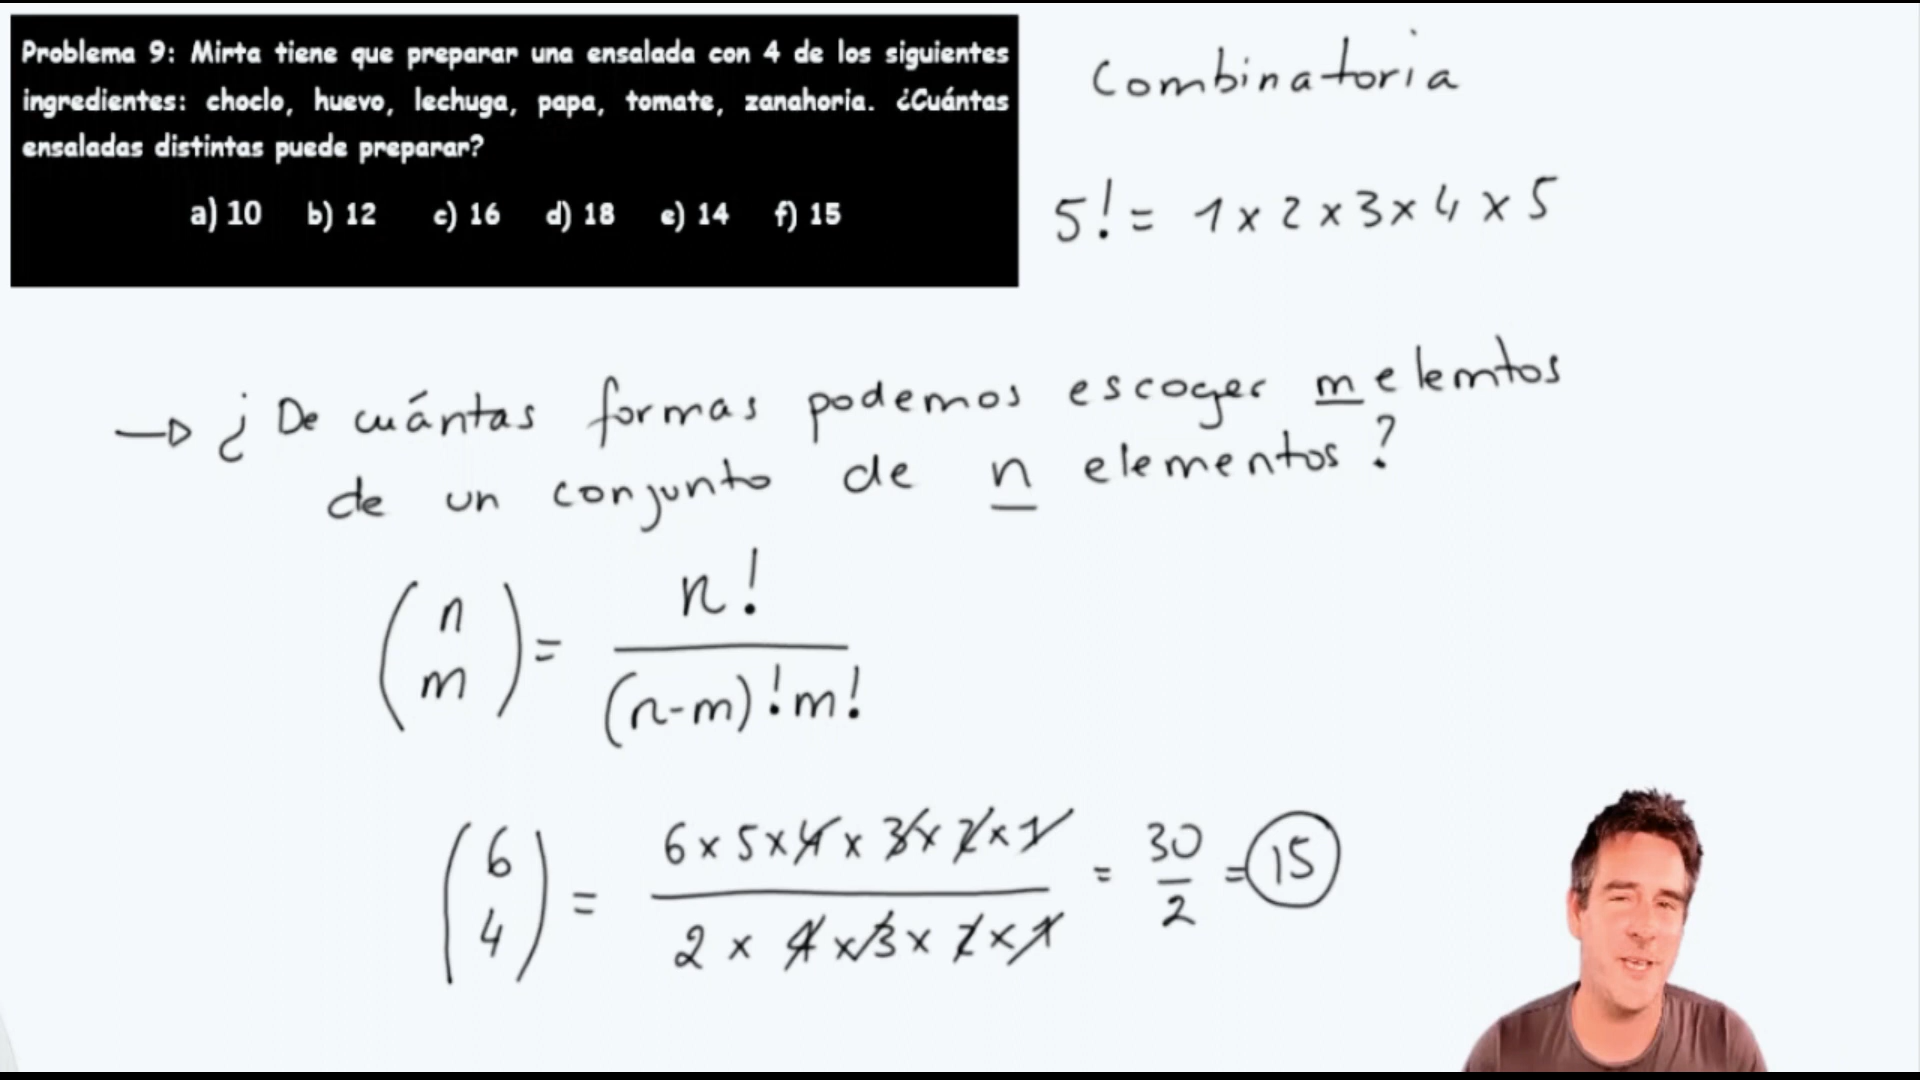 Problema 9: Mirta tiene que preparar una ensalada con 4 de los siguientes
ingredientes: choclo, huevo, lechuga, papa, tomate, zanahoria. ¿Cuántas
ensaladas distintas puede preparar?
a) 10 b) 12 c) 16 d) 18 e) 14 f) 15
Combinatoria
5! = 1 x 2 x 3 x 4 x 5
→ ¿De cuántas formas podemos escoger m elemtos
de un conjunto de n elementos?
(n m) = n! / (n-m)! m!
(6 4) = 6 x 5 x 4 x 3 x 2 x 1 / 2 x 4 x 3 x 2 x 1 = 30 / 2 = 15